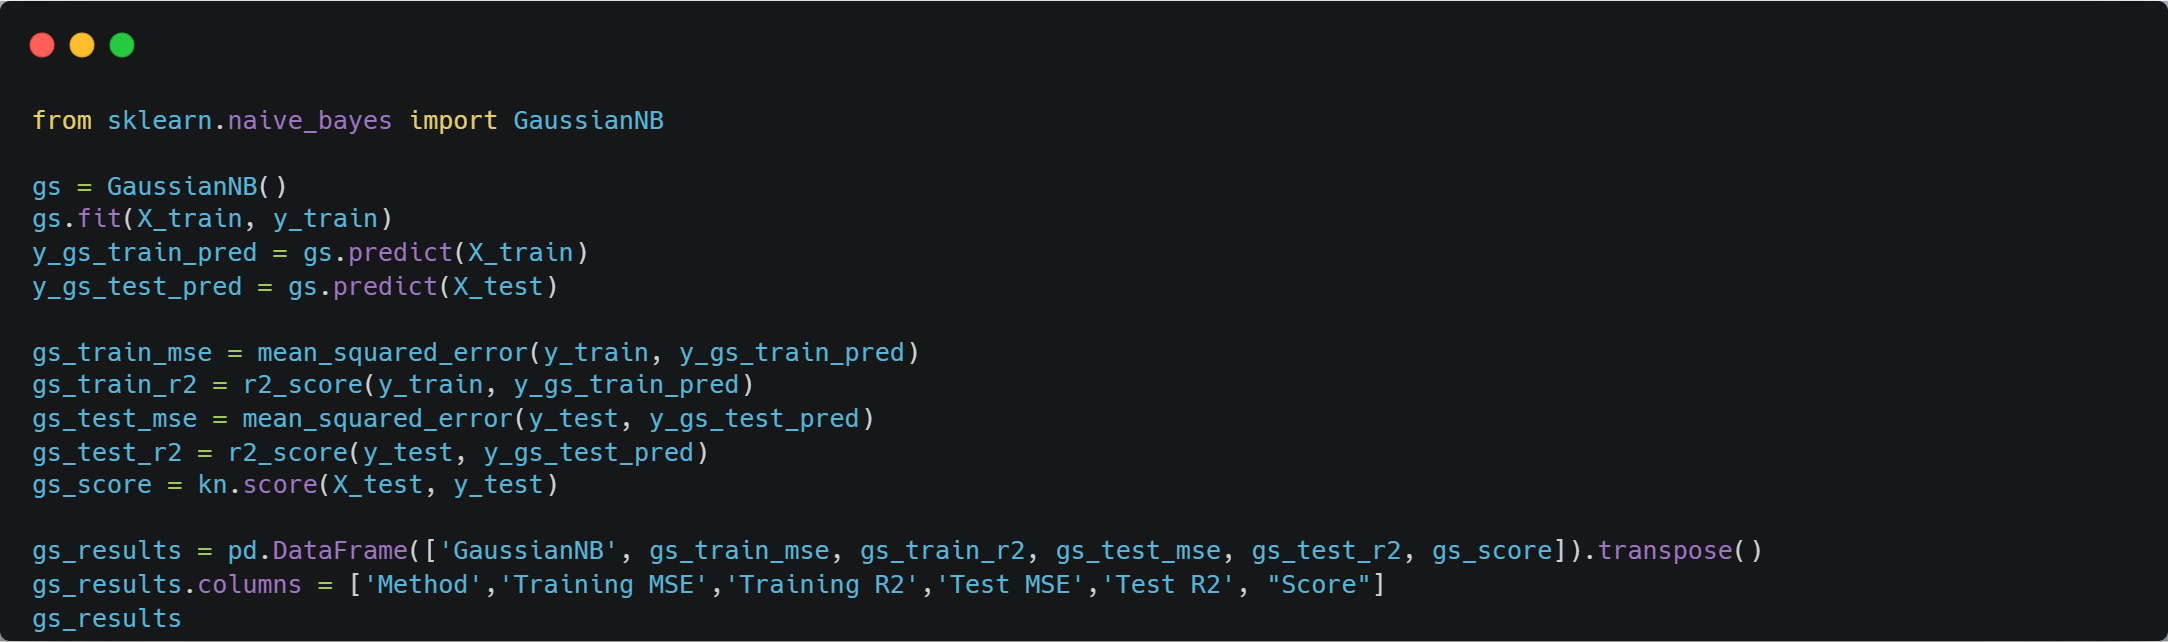 from sklearn.naive_bayes import GaussianNB

gs = GaussianNB()
gs.fit(X_train, y_train)
y_gs_train_pred = gs.predict(X_train)
y_gs_test_pred = gs.predict(X_test)

gs_train_mse = mean_squared_error(y_train, y_gs_train_pred)
gs_train_r2 = r2_score(y_train, y_gs_train_pred)
gs_test_mse = mean_squared_error(y_test, y_gs_test_pred)
gs_test_r2 = r2_score(y_test, y_gs_test_pred)
gs_score = kn.score(X_test, y_test)

gs_results = pd.DataFrame(['GaussianNB', gs_train_mse, gs_train_r2, gs_test_mse, gs_test_r2, gs_score]).transpose()
gs_results.columns = ['Method','Training MSE','Training R2','Test MSE','Test R2', "Score"]
gs_results